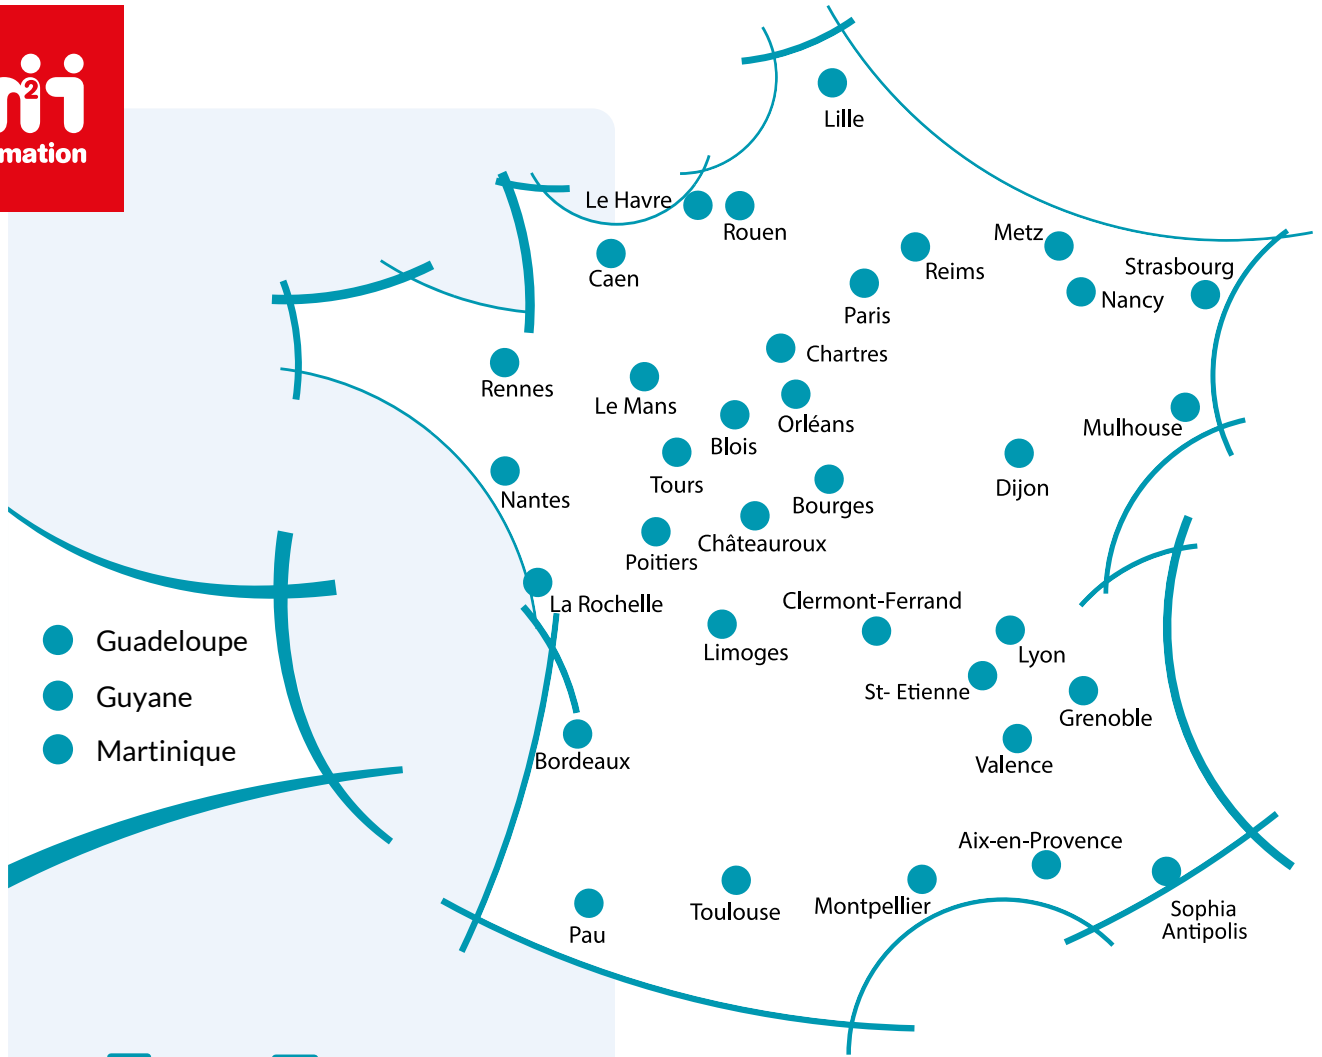 2
mation
Lille
Le Havre
Rouen
Caen
Metz
Reims
Strasbourg
Nancy
Paris
Chartres
Rennes
Le Mans
Orléans
Blois
Mulhouse
Tours
Dijon
Nantes
Bourges
Châteauroux
Poitiers
La Rochelle
Clermont-Ferrand
Guadeloupe
Limoges
Lyon
St- Etienne
Guyane
Grenoble
Martinique
Bordeaux
Valence
Aix-en-Provence
Toulouse
Montpellier
Sophia
Antipolis
Pau